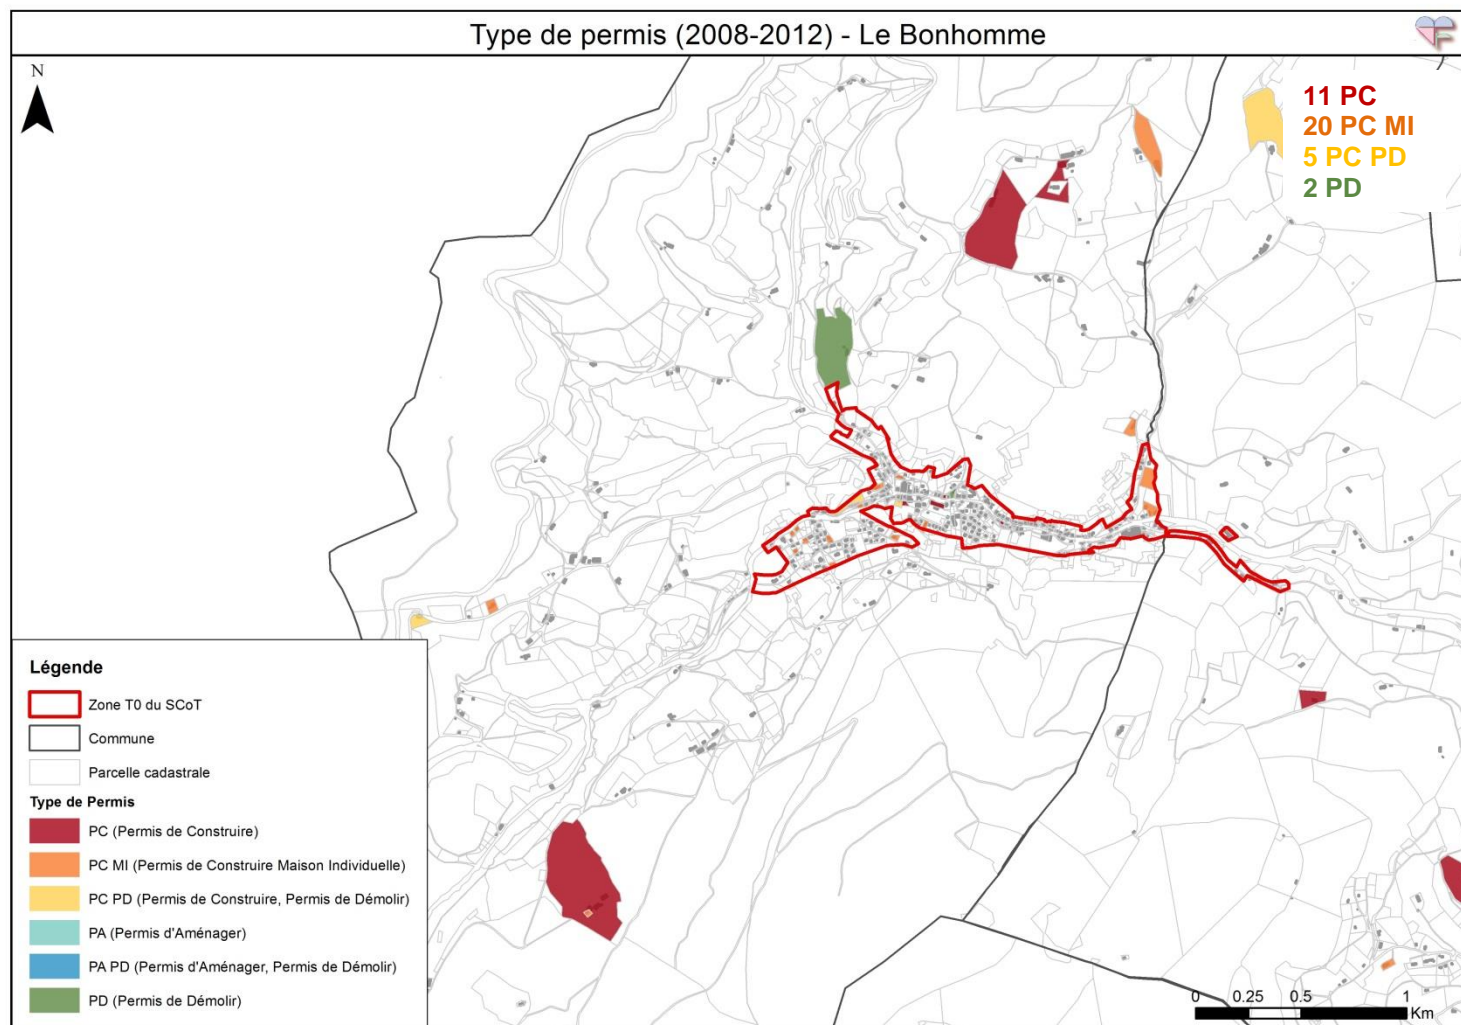 Type de permis (2008-2012) - Le Bonhomme
N
11 PC
20 PC MI
5 PC PD
2 PD
Légende
Zone T0 du SCoT
Commune
Parcelle cadastrale
Type de Permis
PC (Permis de Construire)
PC MI (Permis de Construire Maison Individuelle)
PC PD (Permis de Construire, Permis de Démolir)
PA (Permis d'Aménager)
PA PD (Permis d'Aménager, Permis de Démolir)
PD (Permis de Démolir)
0 0.25 0.5 1
Km